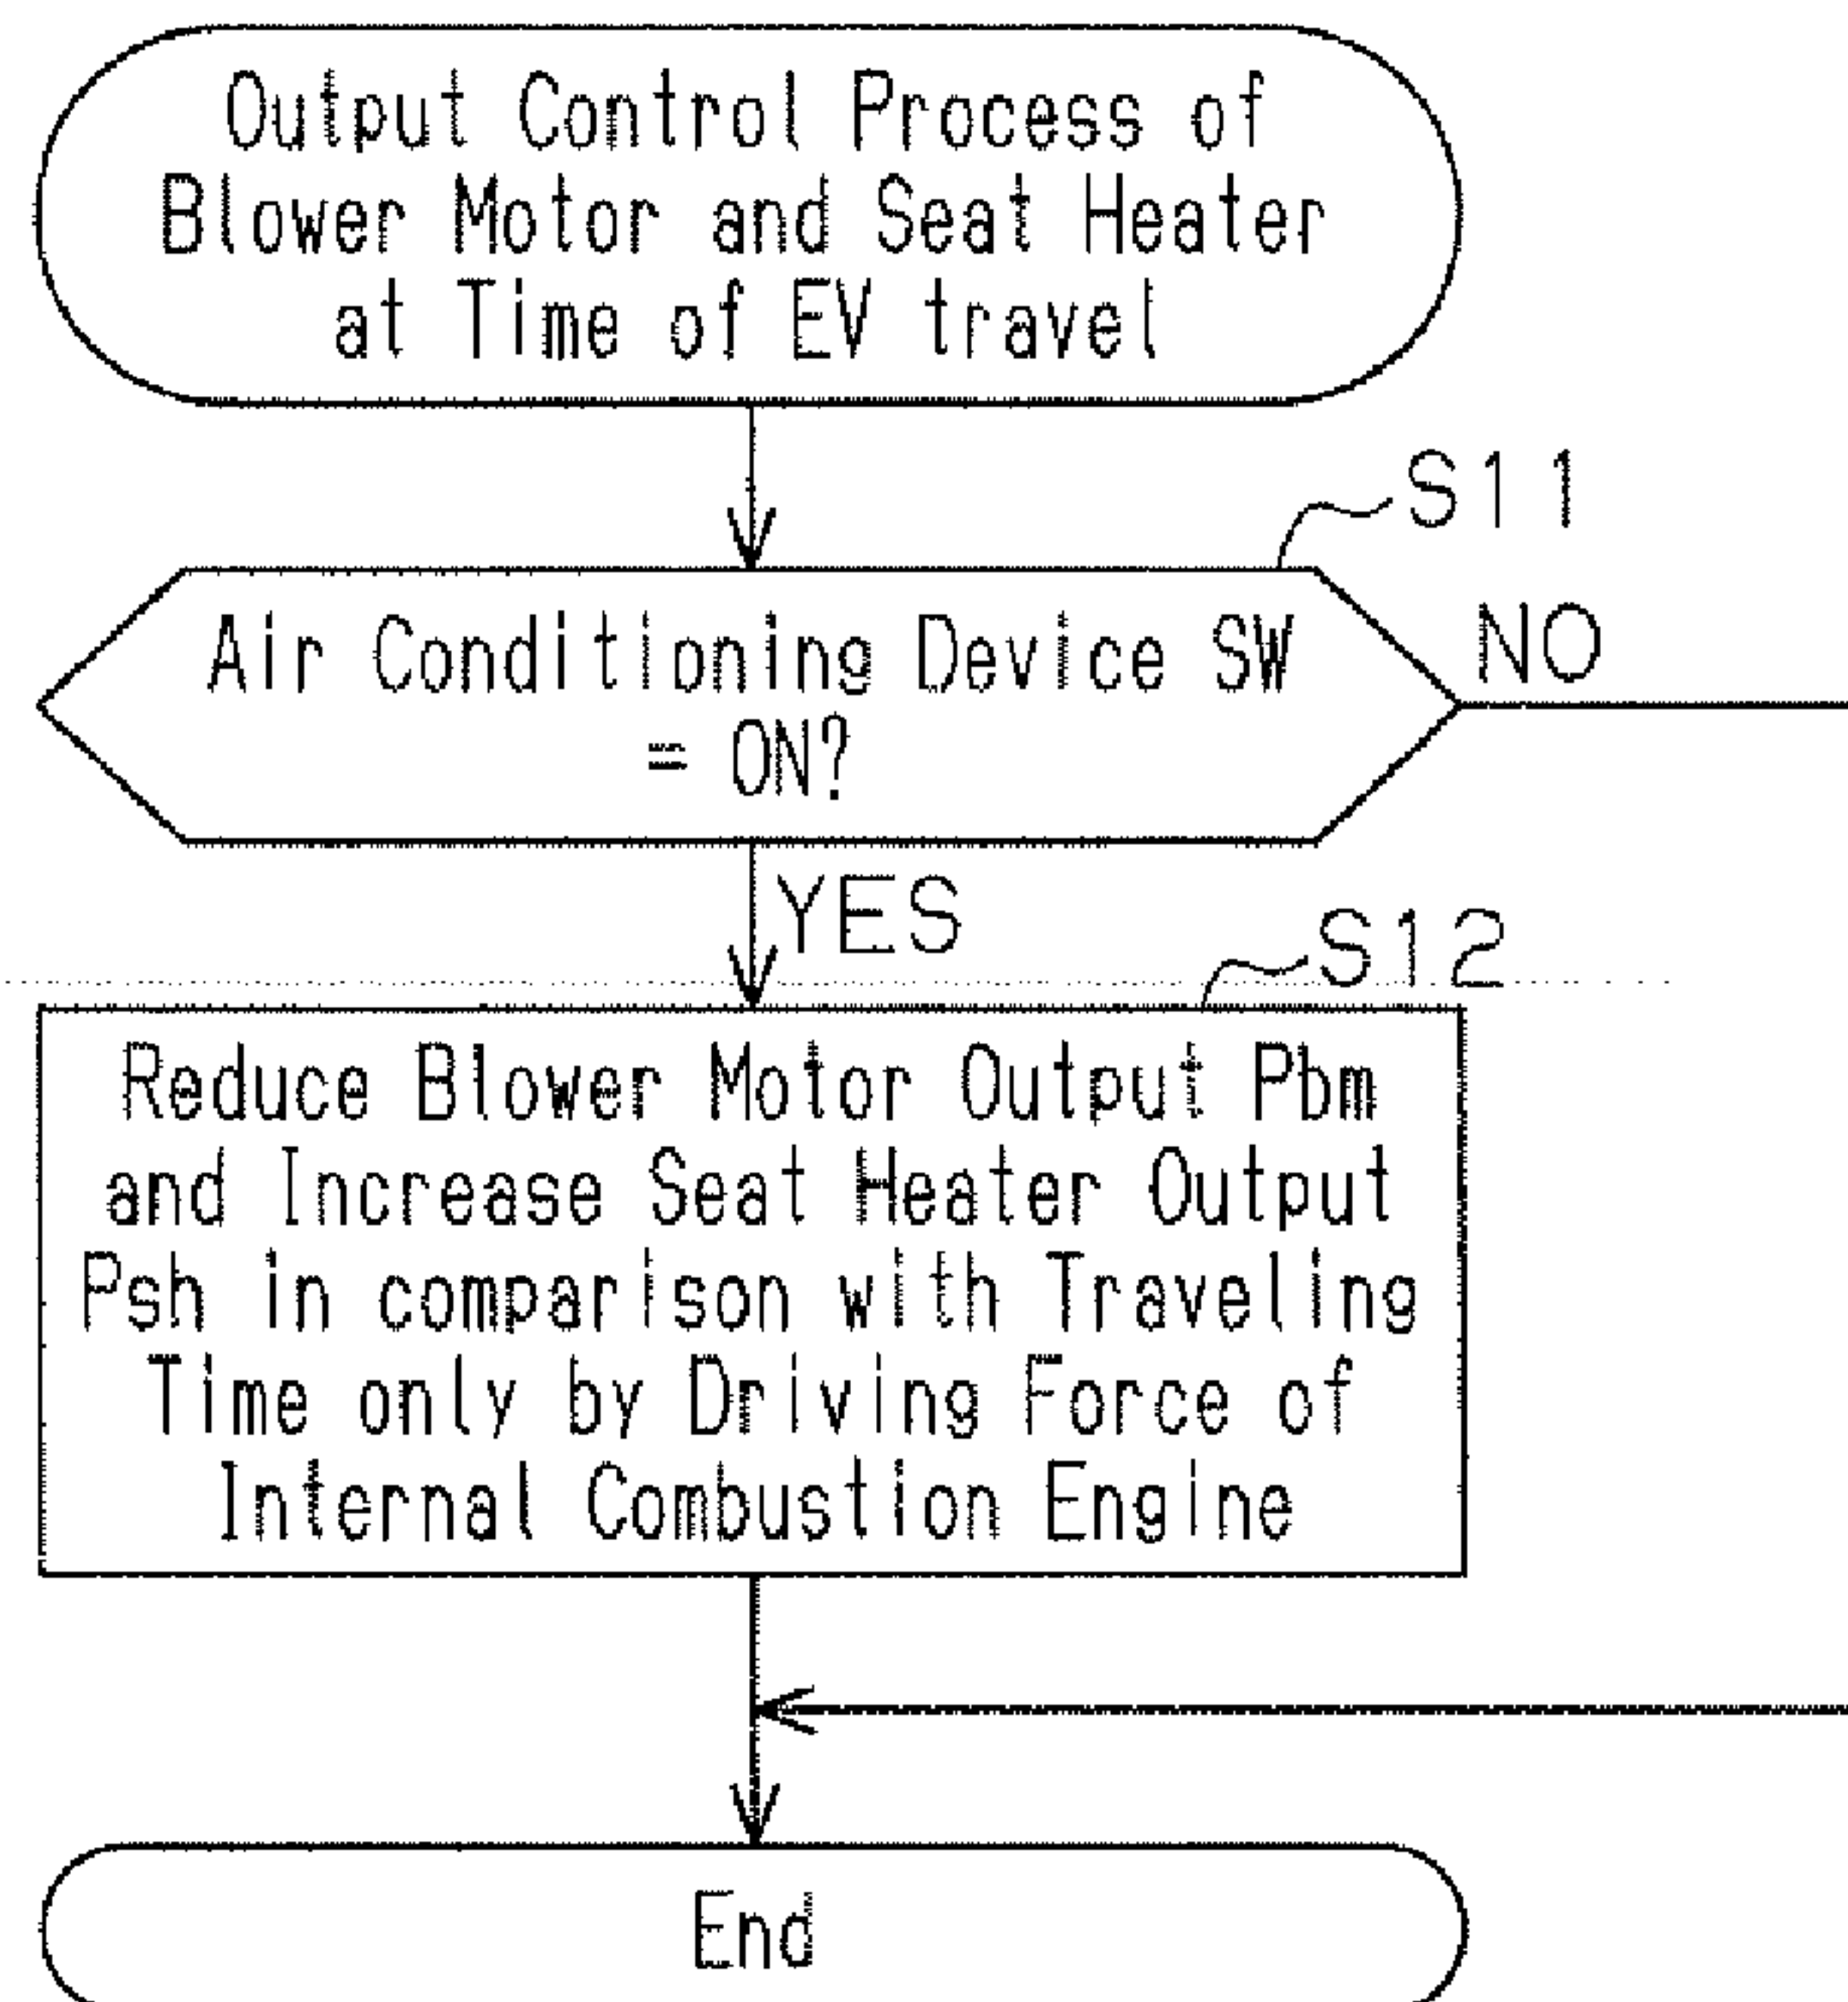 Output Control Process of
Blower Motor and Seat Heater
at Time of EV travel
S11
Air Conditioning Device SW
= ON?
NO
YES
S12
Reduce Blower Motor Output Pbm
and Increase Seat Heater Output
Psh in comparison with Traveling
Time only by Driving Force of
Internal Combustion Engine
End